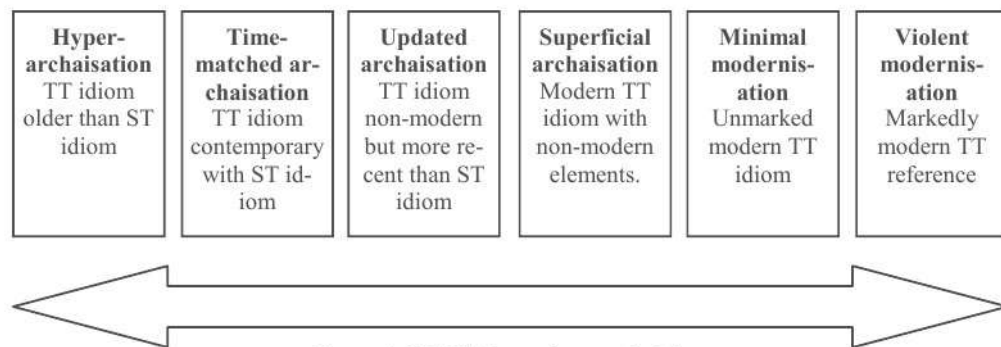 Hyper-
archaisation
TT idiom
older than ST
idiom
Time-
matched ar-
chaisation
TT idiom
contemporary
with ST id-
iom
Updated
archaisation
TT idiom
non-modern
but more re-
cent than ST
idiom
Superficial
archaisation
Modern TT
idiom with
non-modern
elements.
Minimal
modernis-
ation
Unmarked
modern TT
idiom
Violent
modernis-
ation
Markedly
modern TT
reference